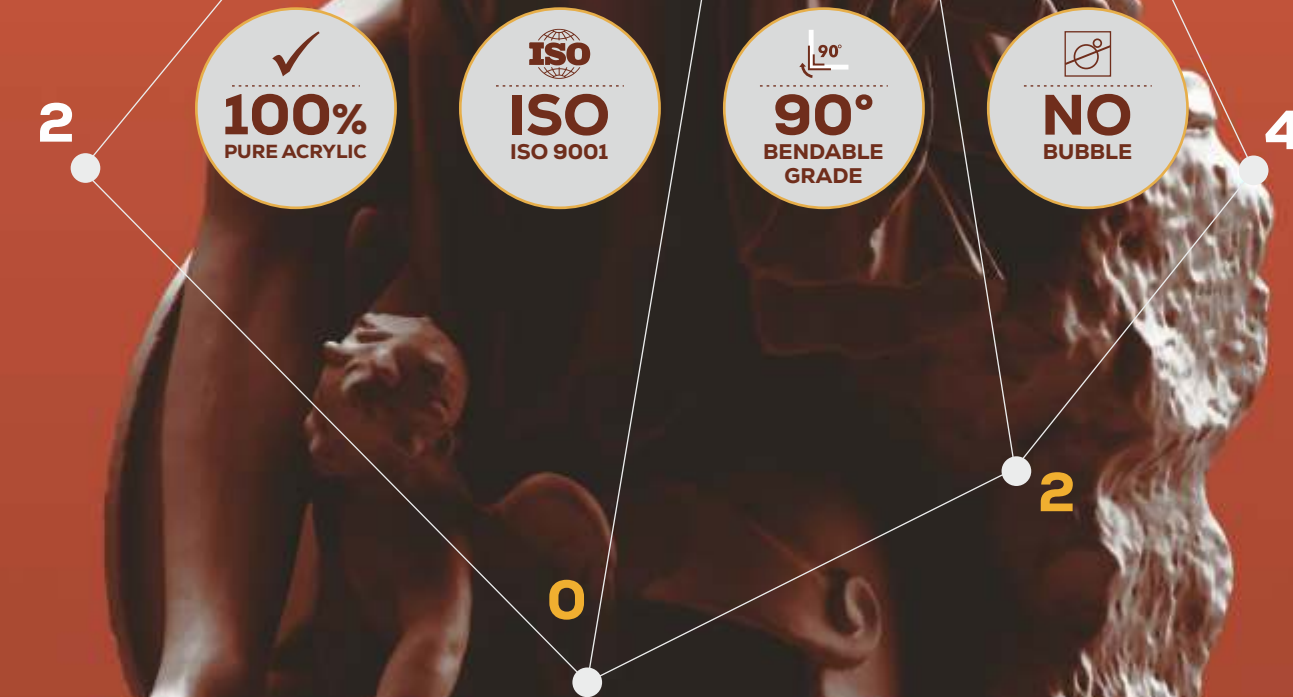 ISO
90°
100%
PURE ACRYLIC
ISO
ISO 9001
90°
BENDABLE
GRADE
NO
BUBBLE
2
4
2
0